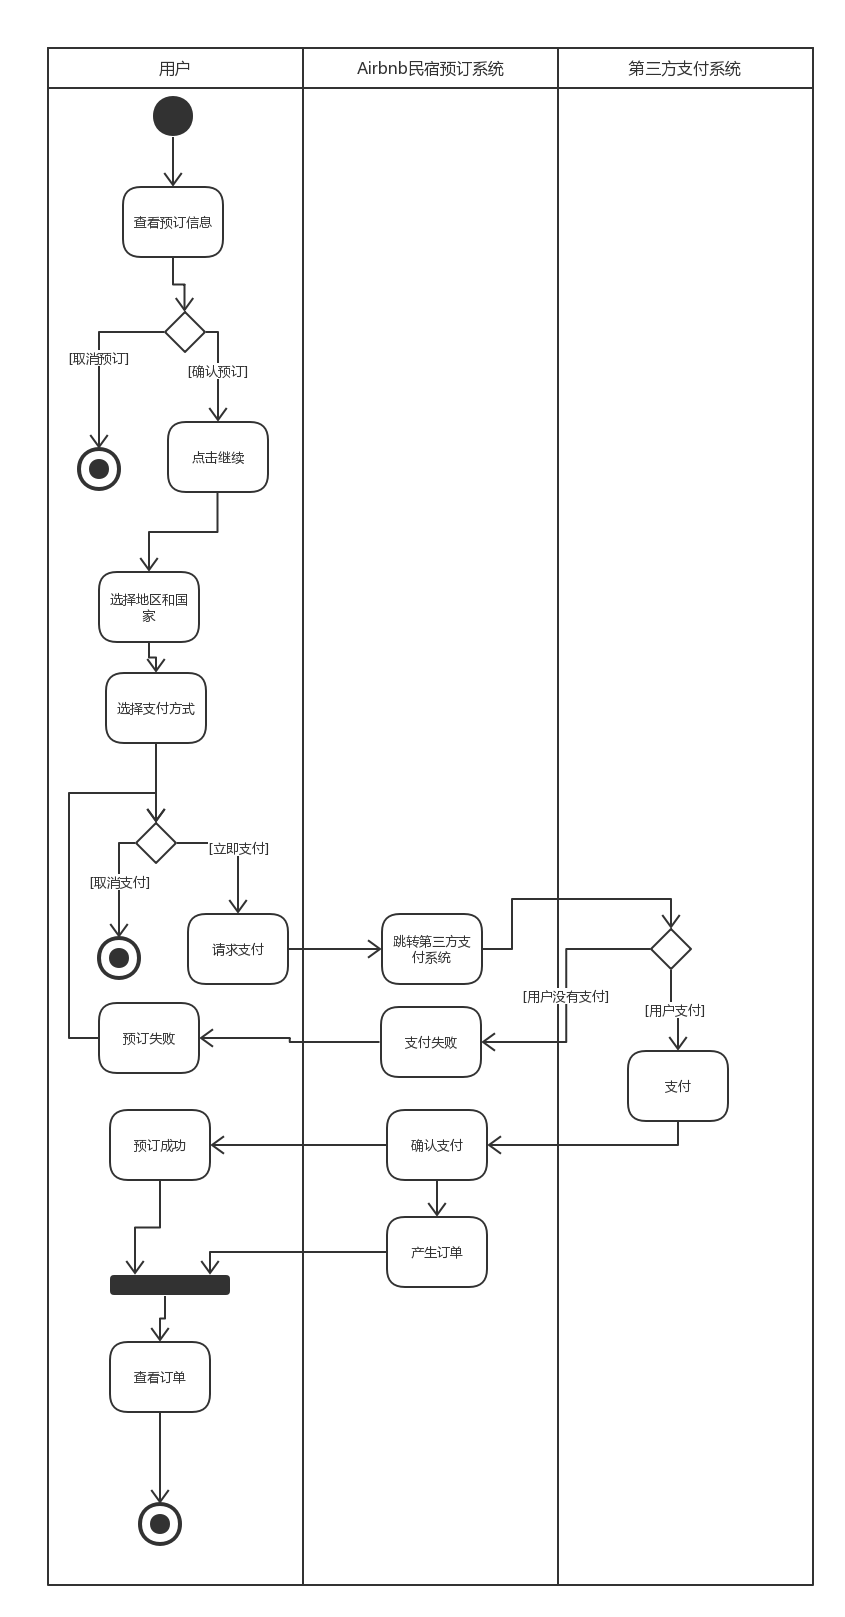 用户
Airbnb民宿预订系统
第三方支付系统
查看预订信息
[取消预订]
[确认预订]
点击继续
选择地区和国
家
选择支付方式
[立即支付]
[取消支付]
请求支付
跳转第三方支
付系统
[用户没有支付]
[用户支付]
预订失败
支付失败
支付
预订成功
确认支付
产生订单
查看订单